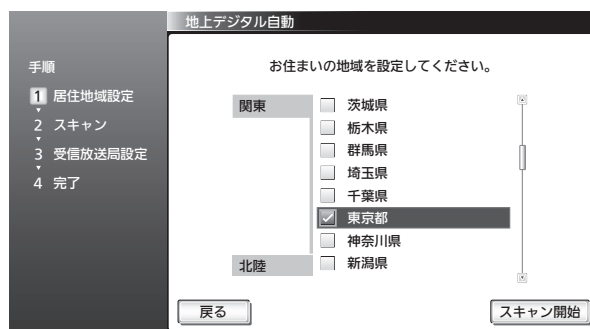 地上デジタル自動
手順
1 居住地域設定
2 スキャン
3 受信放送局設定
4 完了
お住まいの地域を設定してください。
関東
茨城県
栃木県
群馬県
埼玉県
千葉県
東京都
神奈川県
北陸
新潟県
戻る
スキャン開始